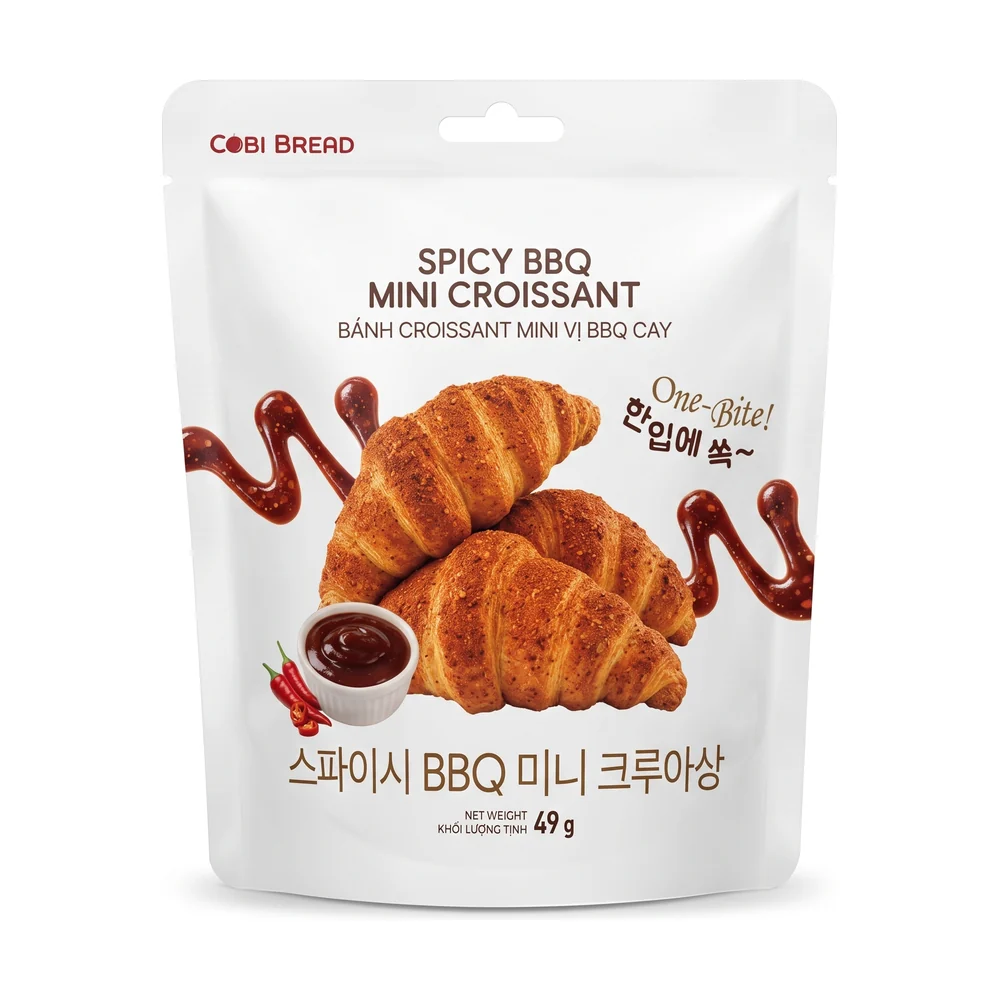 COBI BREAD
SPICY BBQ
MINI CROISSANT
BÁNH CROISSANT MINI VỊ BBQ CAY
One-Bite!
한입에 쏙~
스파이시 BBQ 미니 크루아상
NET WEIGHT
KHỐI LƯỢNG TỊNH 49 g